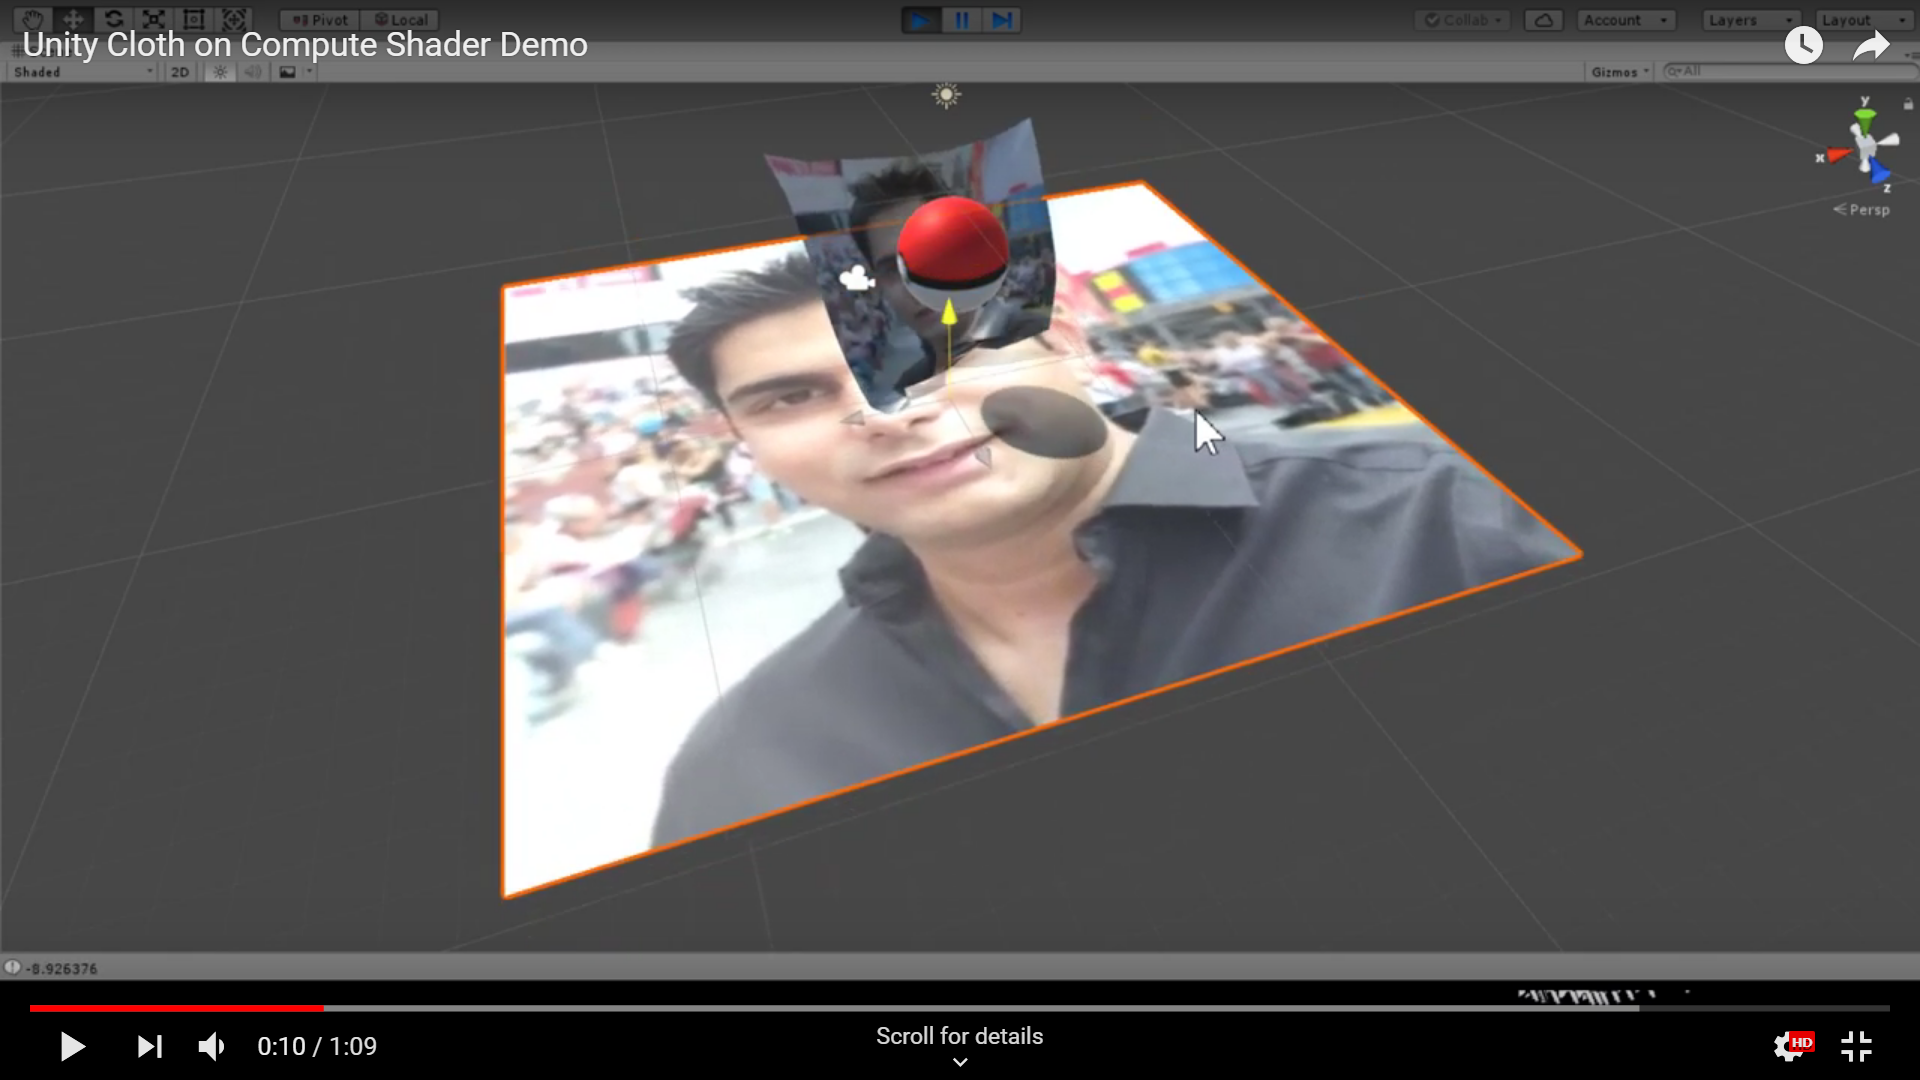 Pivot Local Collab Account Layers Layout
Unity Cloth on Compute Shader Demo
Shaded 2D Gizmos All
y
x
z
Persp
-8.926376
0:10 / 1:09
Scroll for details
HD